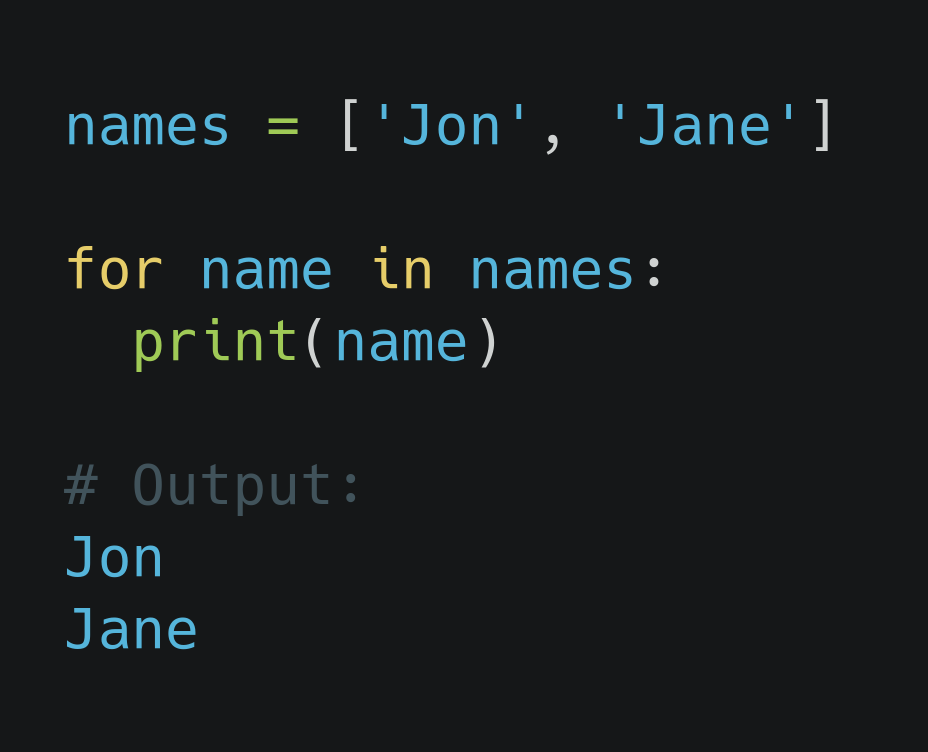 names = ['Jon', 'Jane']
for name in names:
  print(name)
# Output:
Jon
Jane